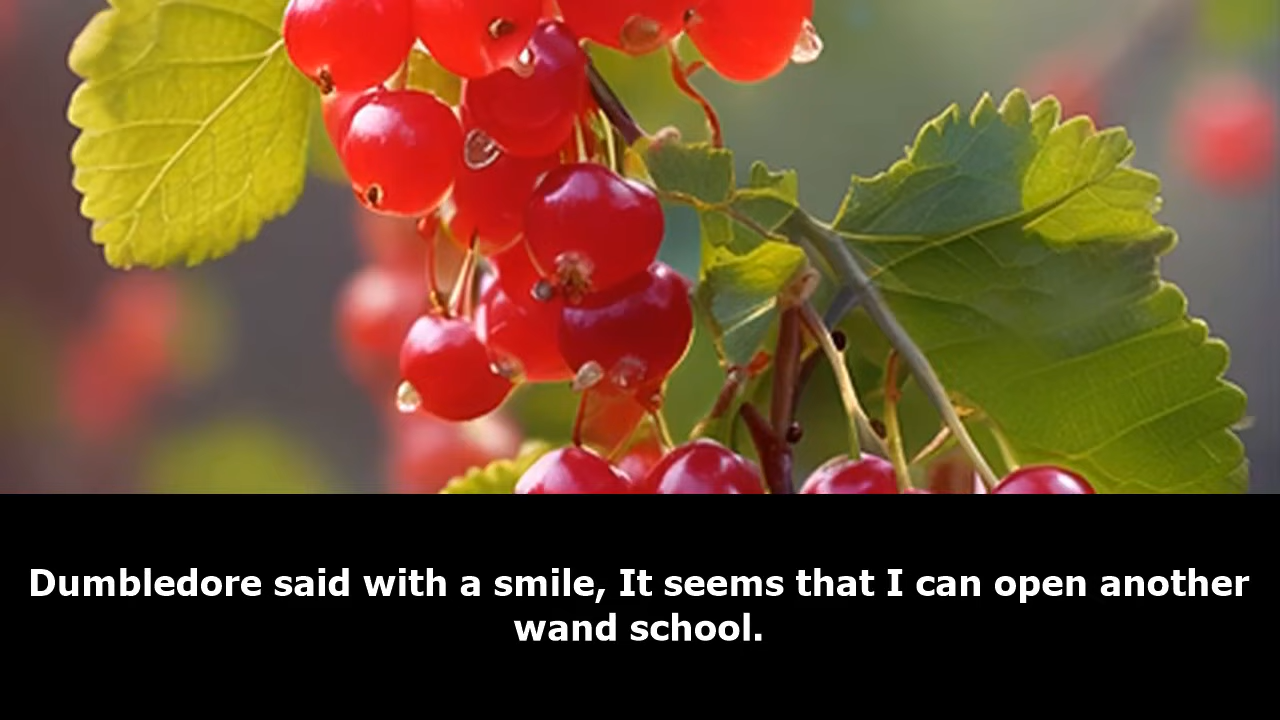 Dumbledore said with a smile, It seems that I can open another
wand school.